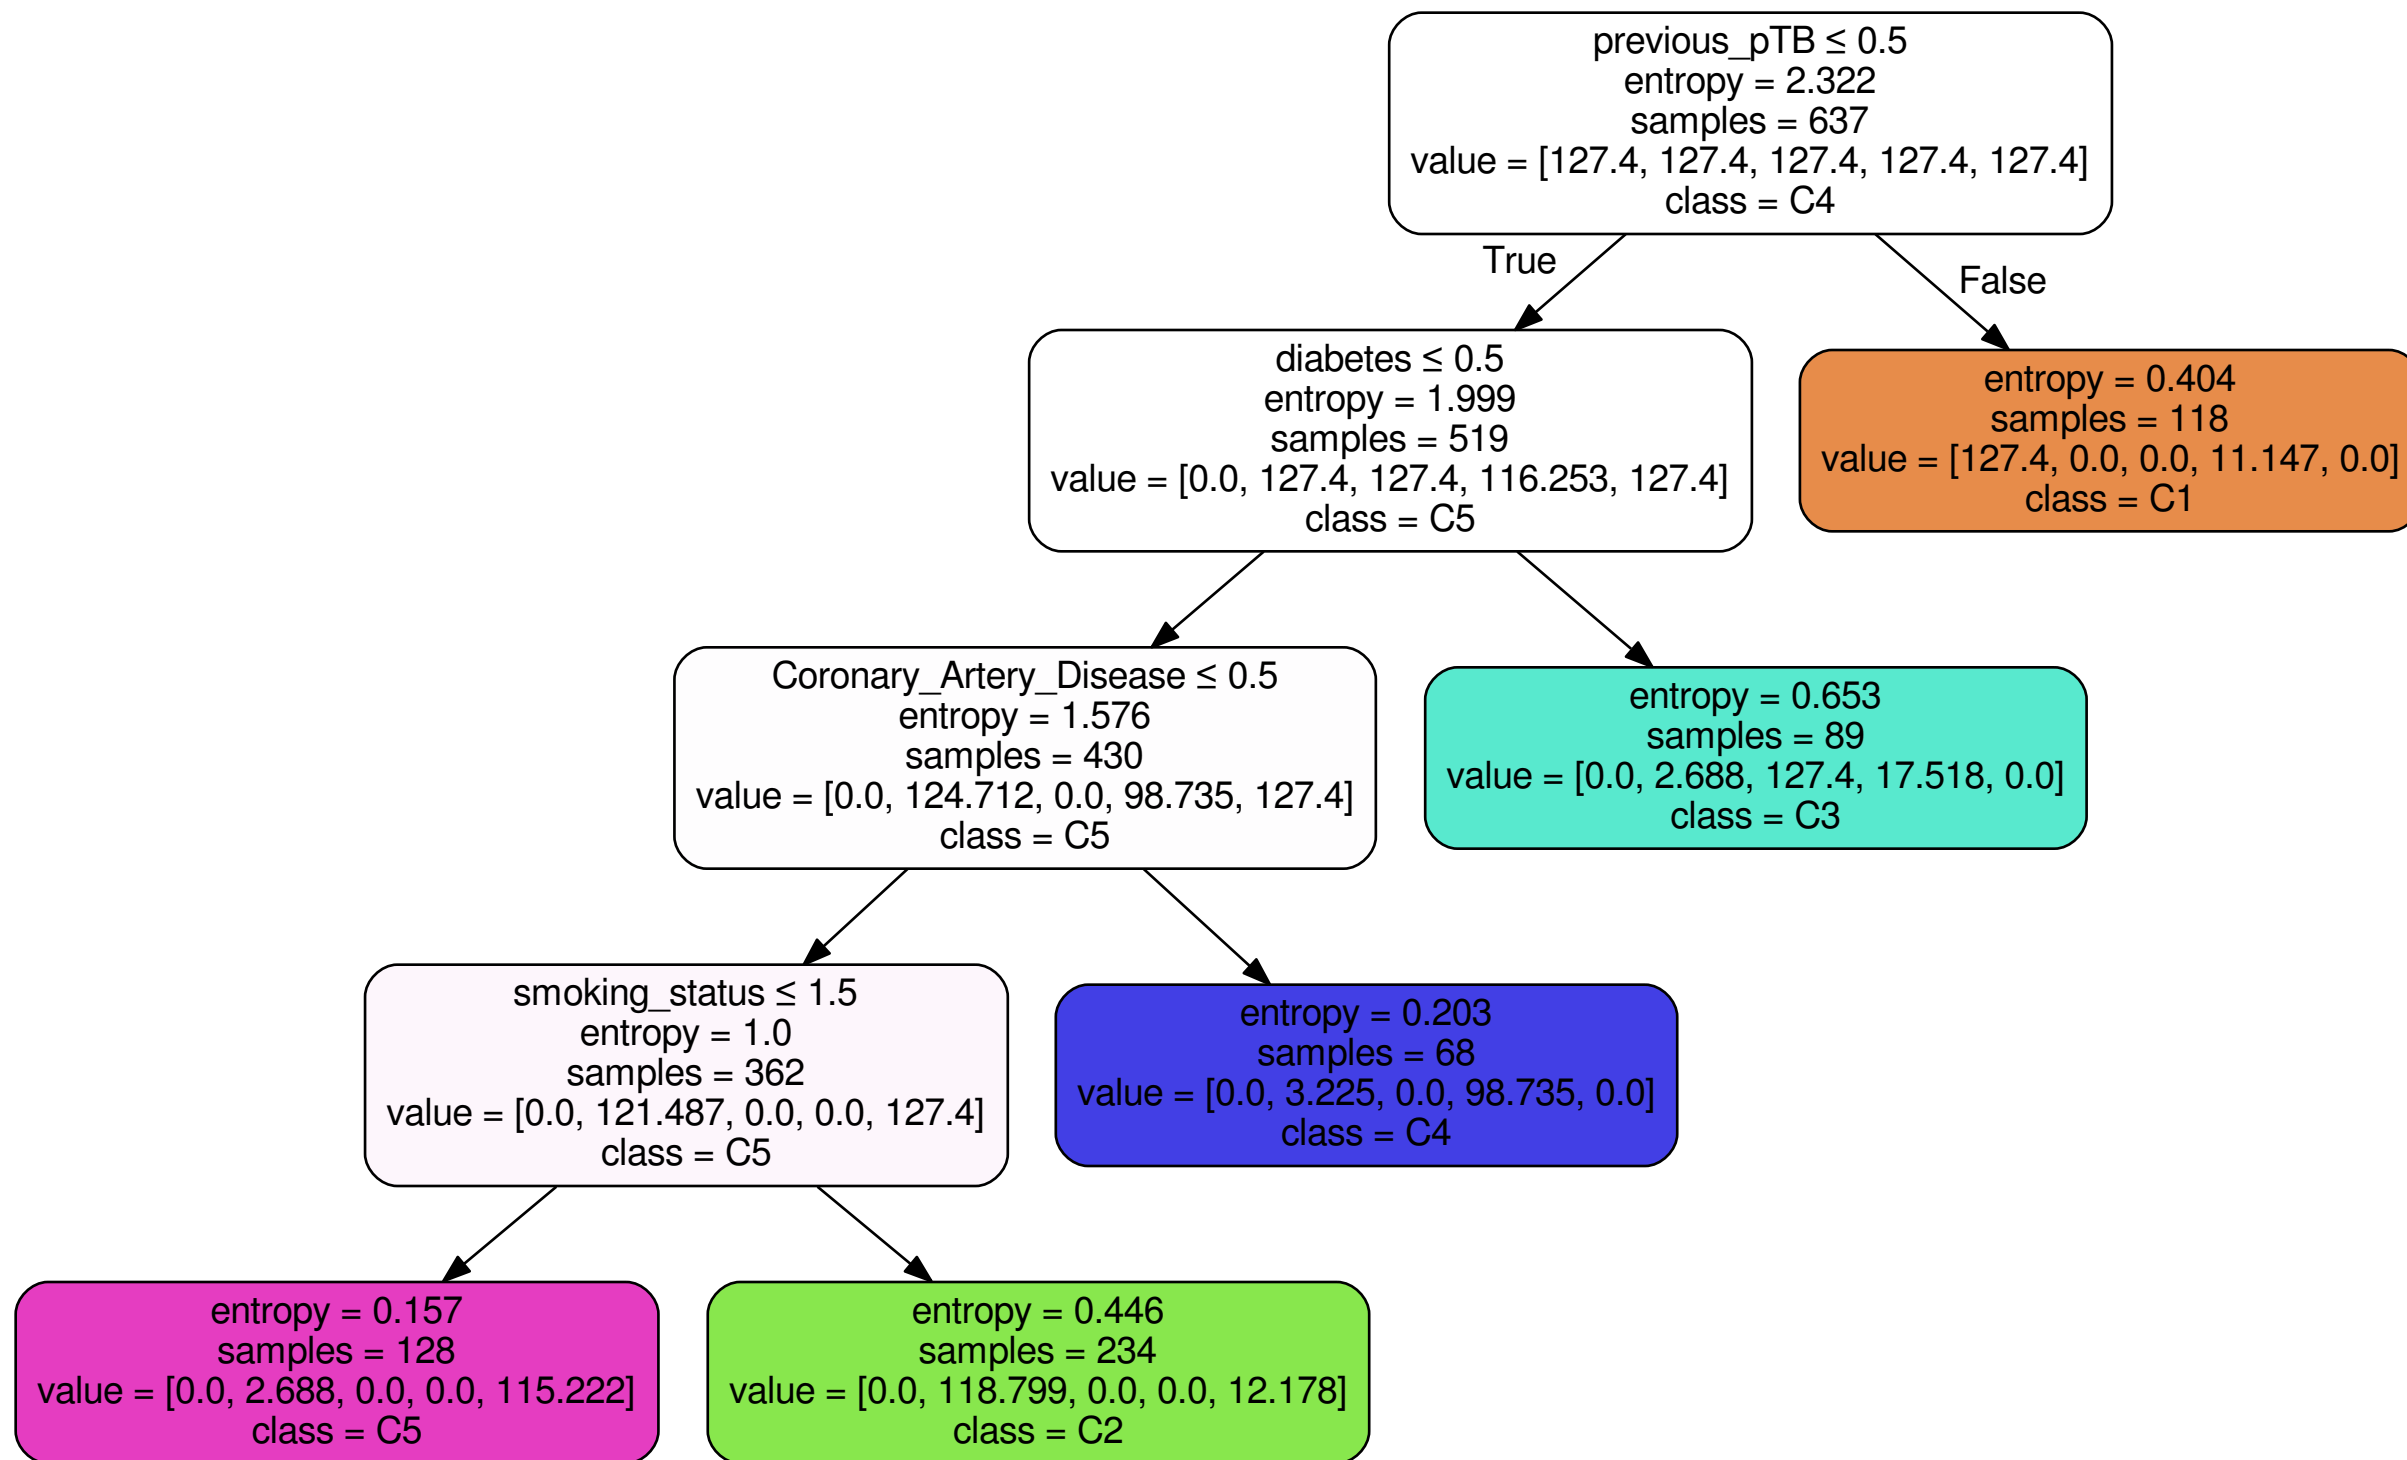 previous_pTB ≤ 0.5
entropy = 2.322
samples = 637
value = [127.4, 127.4, 127.4, 127.4, 127.4]
class = C4
True
False
diabetes ≤ 0.5
entropy = 1.999
samples = 519
value = [0.0, 127.4, 127.4, 116.253, 127.4]
class = C5
entropy = 0.404
samples = 118
value = [127.4, 0.0, 0.0, 11.147, 0.0]
class = C1
Coronary_Artery_Disease ≤ 0.5
entropy = 1.576
samples = 430
value = [0.0, 124.712, 0.0, 98.735, 127.4]
class = C5
entropy = 0.653
samples = 89
value = [0.0, 2.688, 127.4, 17.518, 0.0]
class = C3
smoking_status ≤ 1.5
entropy = 1.0
samples = 362
value = [0.0, 121.487, 0.0, 0.0, 127.4]
class = C5
entropy = 0.203
samples = 68
value = [0.0, 3.225, 0.0, 98.735, 0.0]
class = C4
entropy = 0.157
samples = 128
value = [0.0, 2.688, 0.0, 0.0, 115.222]
class = C5
entropy = 0.446
samples = 234
value = [0.0, 118.799, 0.0, 0.0, 12.178]
class = C2